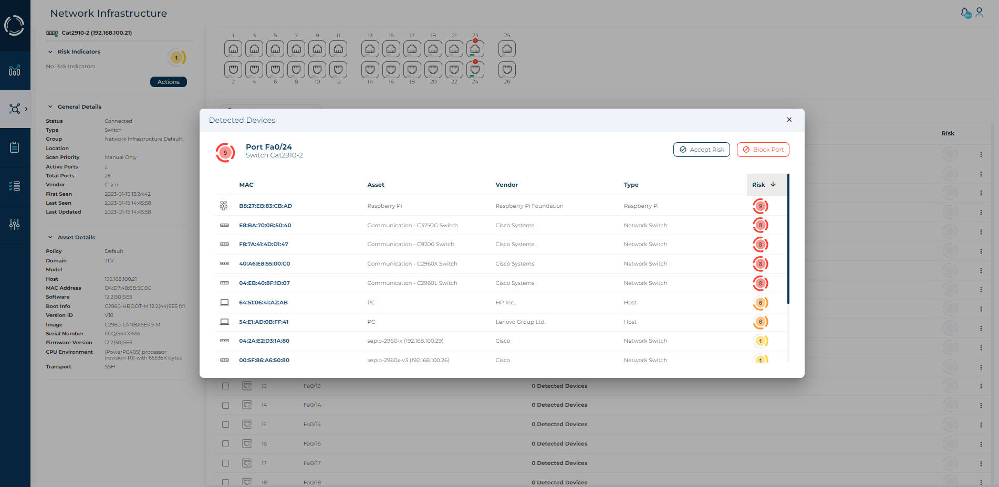 Network Infrastructure
99+
Cat2910-2 (192.168.100.21)
Risk Indicators
1
No Risk Indicators
Actions
General Details
Status Connected
Type Switch
Group Network Infrastructure Default
Location
Scan Priority Manual Only
Active Ports 2
Total Ports 26
Vendor Cisco
First Seen 2023-01-15 13:24:42
Last Seen 2023-01-15 14:45:58
Last Updated 2023-01-15 14:45:58
Asset Details
Policy Default
Domain TLV
Model
Host 192.168.100.21
MAC Address D4:D7:48:EB:5C:00
Software 12.2(50)SE5
Boot Info C2960-HBOOT-M 12.2(44)SE5 fc1
Version ID V10
Image C2960-LANBASEK9-M
Serial Number FCQ1544X1M4
Firmware Version 12.2(50)SE5
CPU Environment (PowerPC405) processor
(revision T0) with 65536K bytes
Transport SSH
1 3 5 7 9 11 13 15 17 19 21 23 25
2 4 6 8 10 12 14 16 18 20 22 24 26
Risk
Detected Devices
9
Port Fa0/24
Switch Cat2910-2
Accept Risk
Block Port
MAC Asset Vendor Type Risk
B8:27:EB:83:CB:AD Raspberry Pi Raspberry Pi Foundation Raspberry Pi 9
E8:BA:70:0B:50:40 Communication - C3750G Switch Cisco Systems Network Switch 8
F8:7A:41:4D:D1:47 Communication - C9200 Switch Cisco Systems Network Switch 8
40:A6:E8:55:00:C0 Communication - C2960X Switch Cisco Systems Network Switch 8
04:EB:40:8F:1D:07 Communication - C2960L Switch Cisco Systems Network Switch 8
64:51:06:41:A2:AB PC HP Inc. Host 6
54:E1:AD:0B:FF:41 PC Lenovo Group Ltd. Host 6
04:2A:E2:D3:1A:80 sepio-2960-x (192.168.100.29) Cisco Network Switch 1
00:5F:86:A6:50:80 sepio-2960x-v3 (192.168.100.26) Cisco Network Switch 1
13 Fa0/13 0 Detected Devices
14 Fa0/14 0 Detected Devices
15 Fa0/15 0 Detected Devices
16 Fa0/16 0 Detected Devices
17 Fa0/17 0 Detected Devices
18 Fa0/18 0 Detected Devices